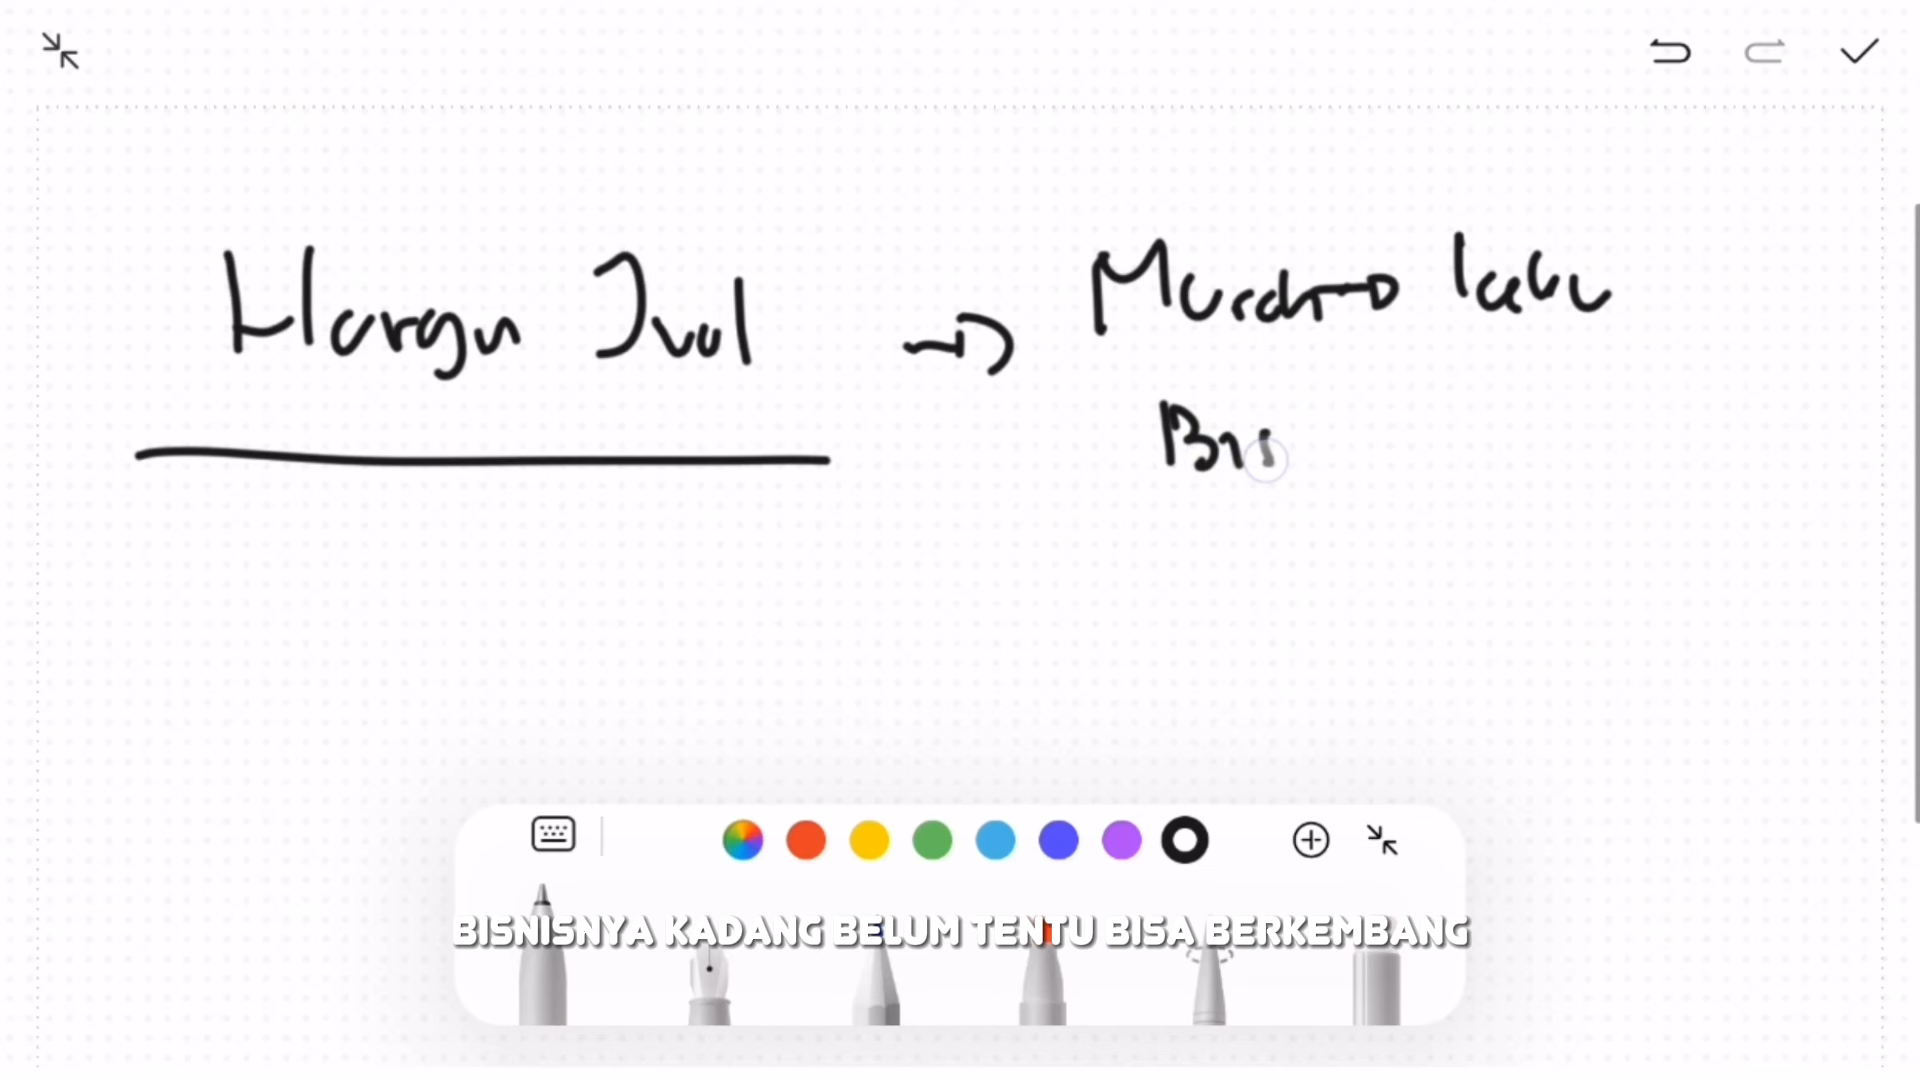 Harga Jual → Murah → laku
Bis
BISNISNYA KADANG BELUM TENTU BISA BERKEMBANG